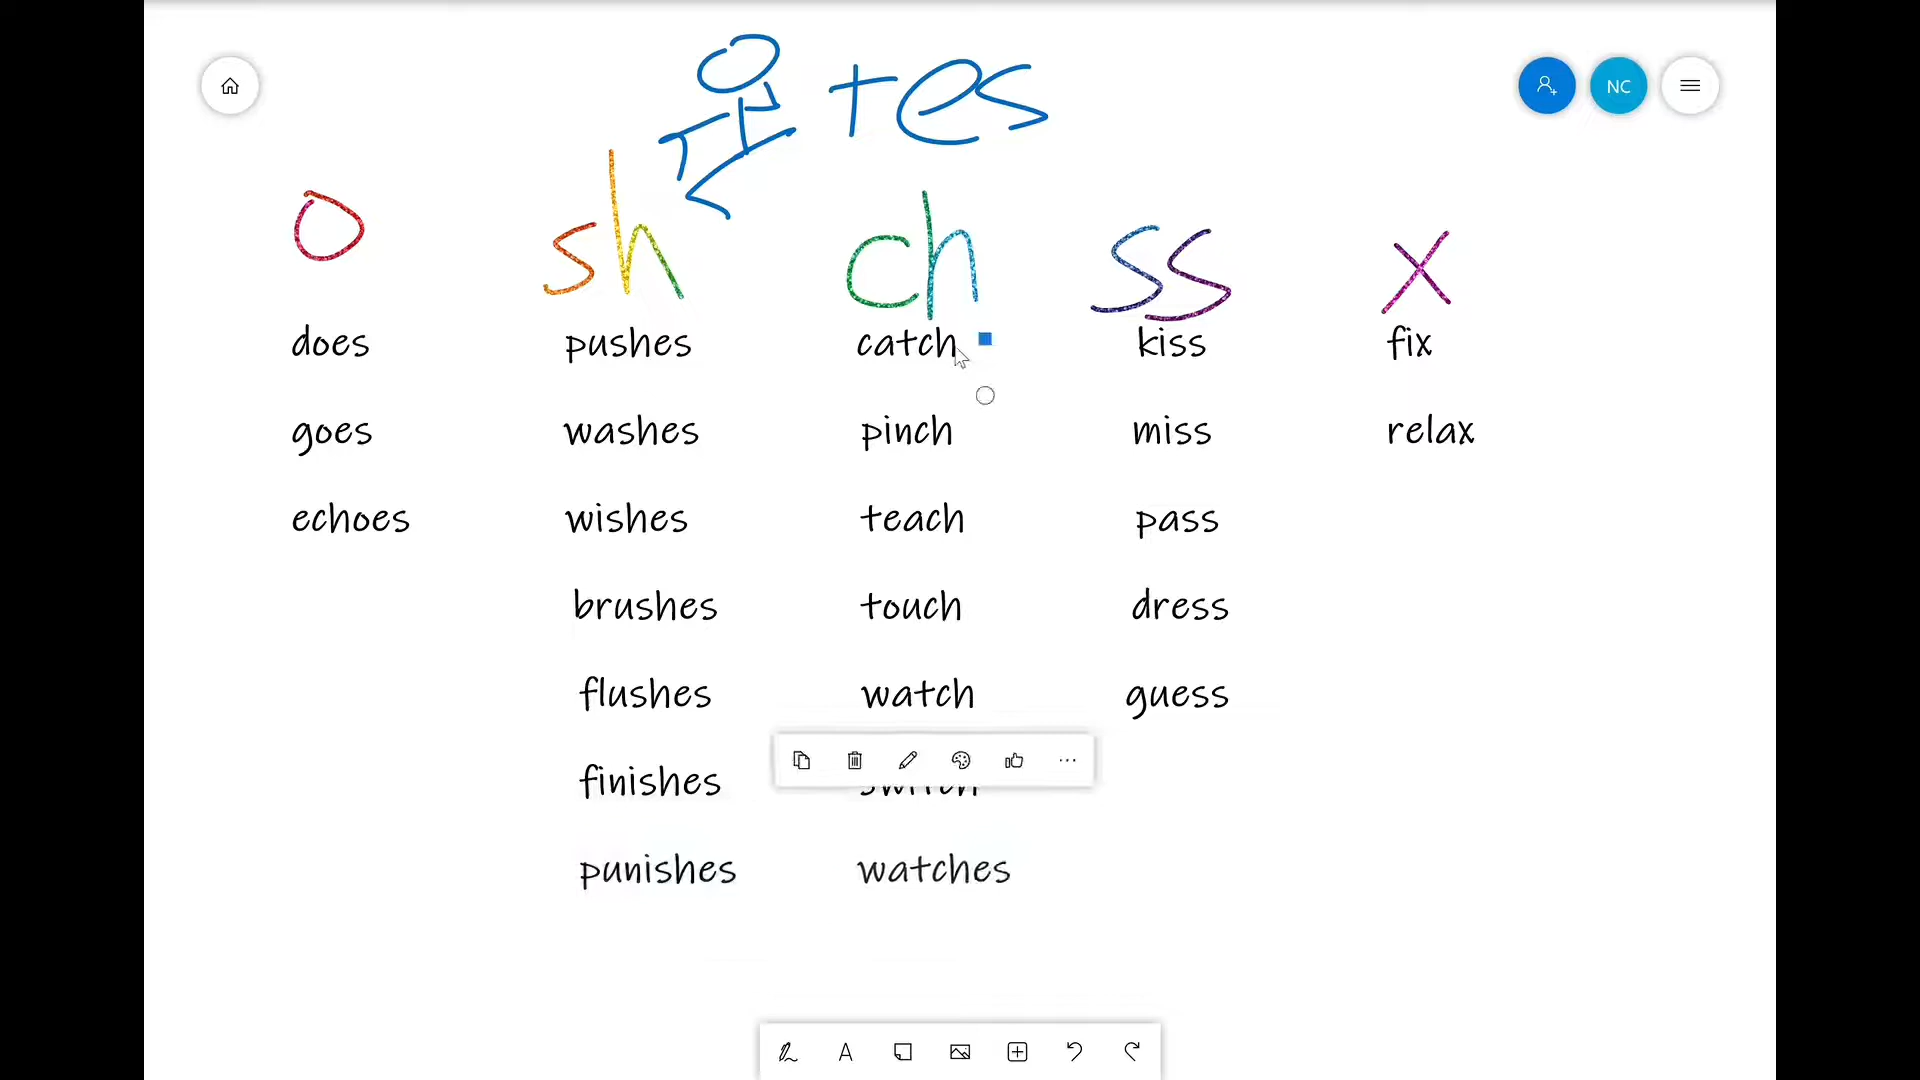 +es
NC
o sh ch ss x
does pushes catch kiss fix
goes washes pinch miss relax
echoes wishes teach pass
brushes touch dress
flushes watch guess
finishes switch
punishes watches